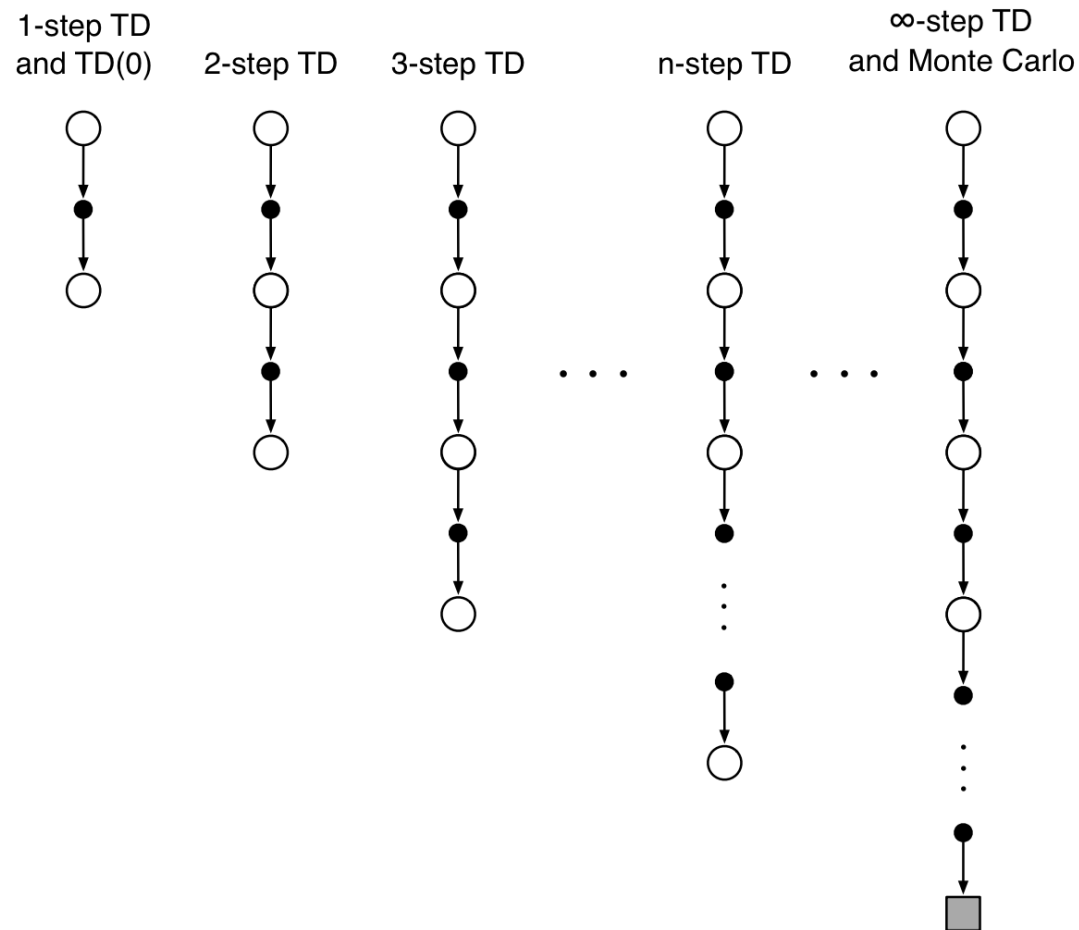 1-step TD
and TD(0)
2-step TD
3-step TD
n-step TD
∞-step TD
and Monte Carlo